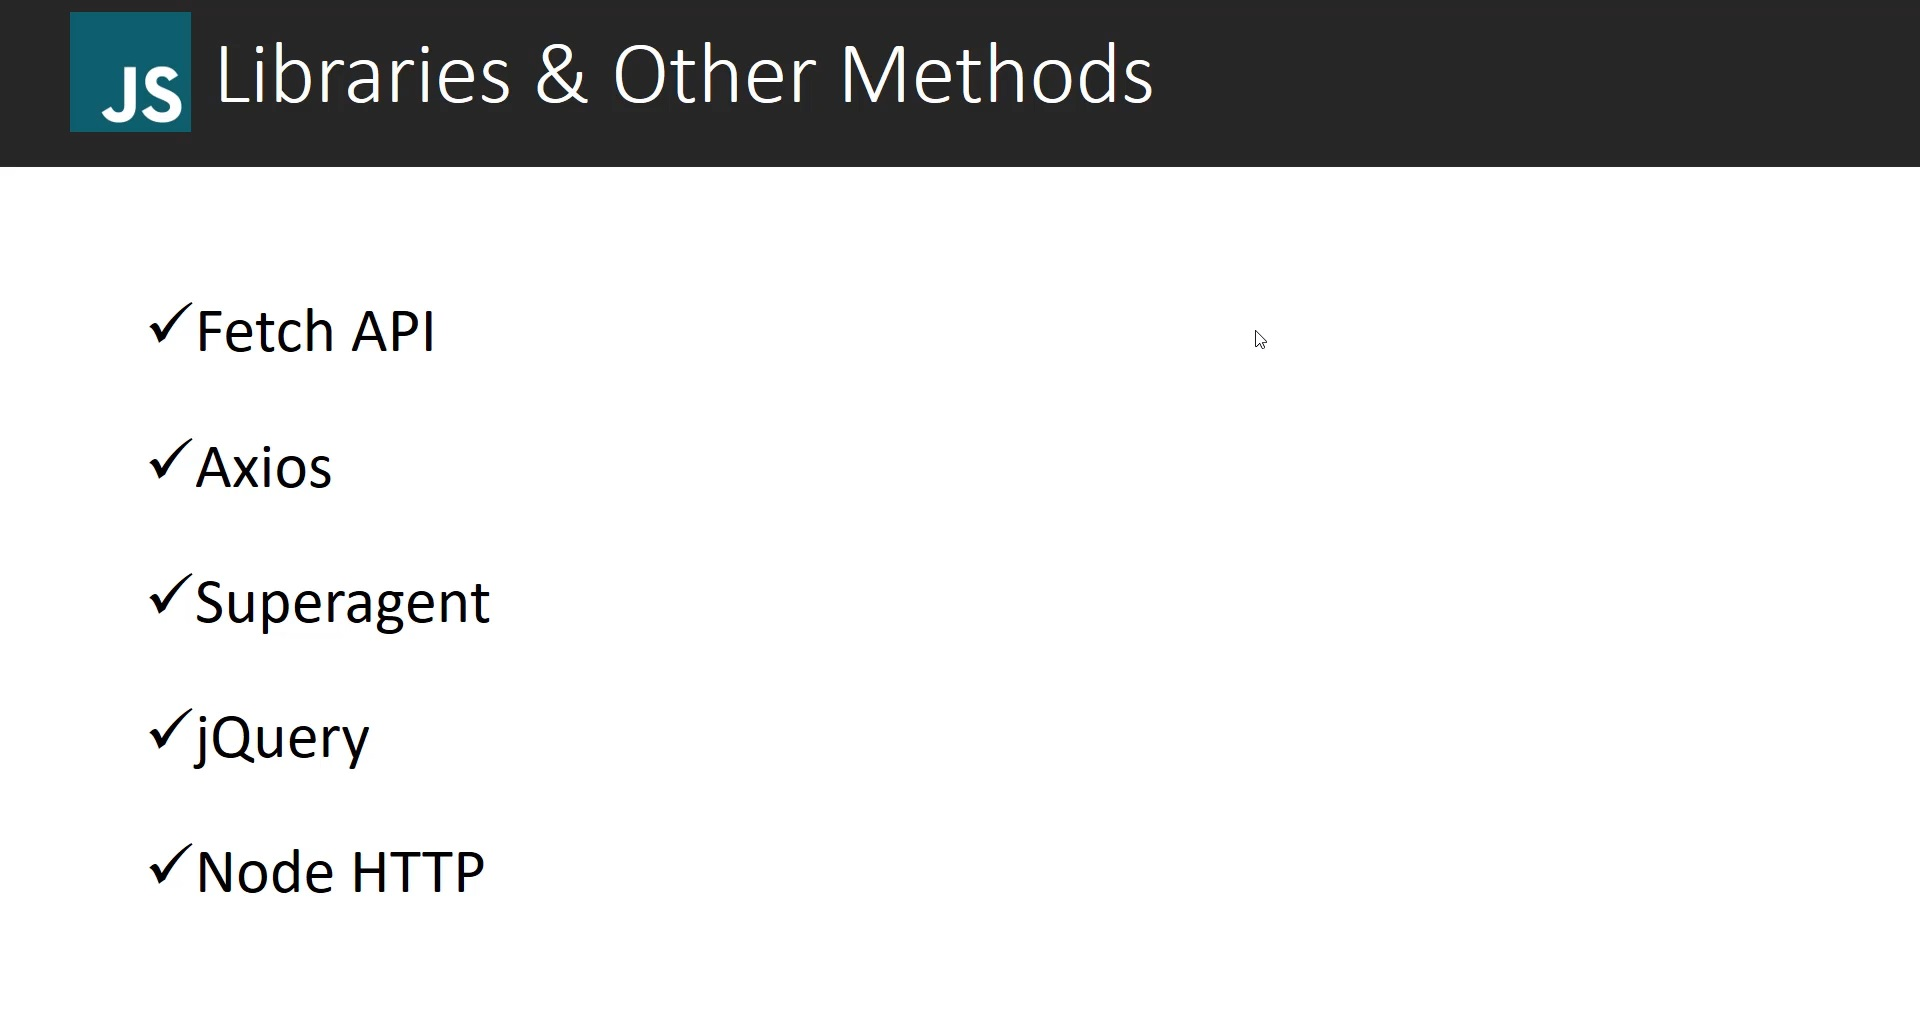 JS Libraries & Other Methods
✓Fetch API
✓Axios
✓Superagent
✓jQuery
✓Node HTTP